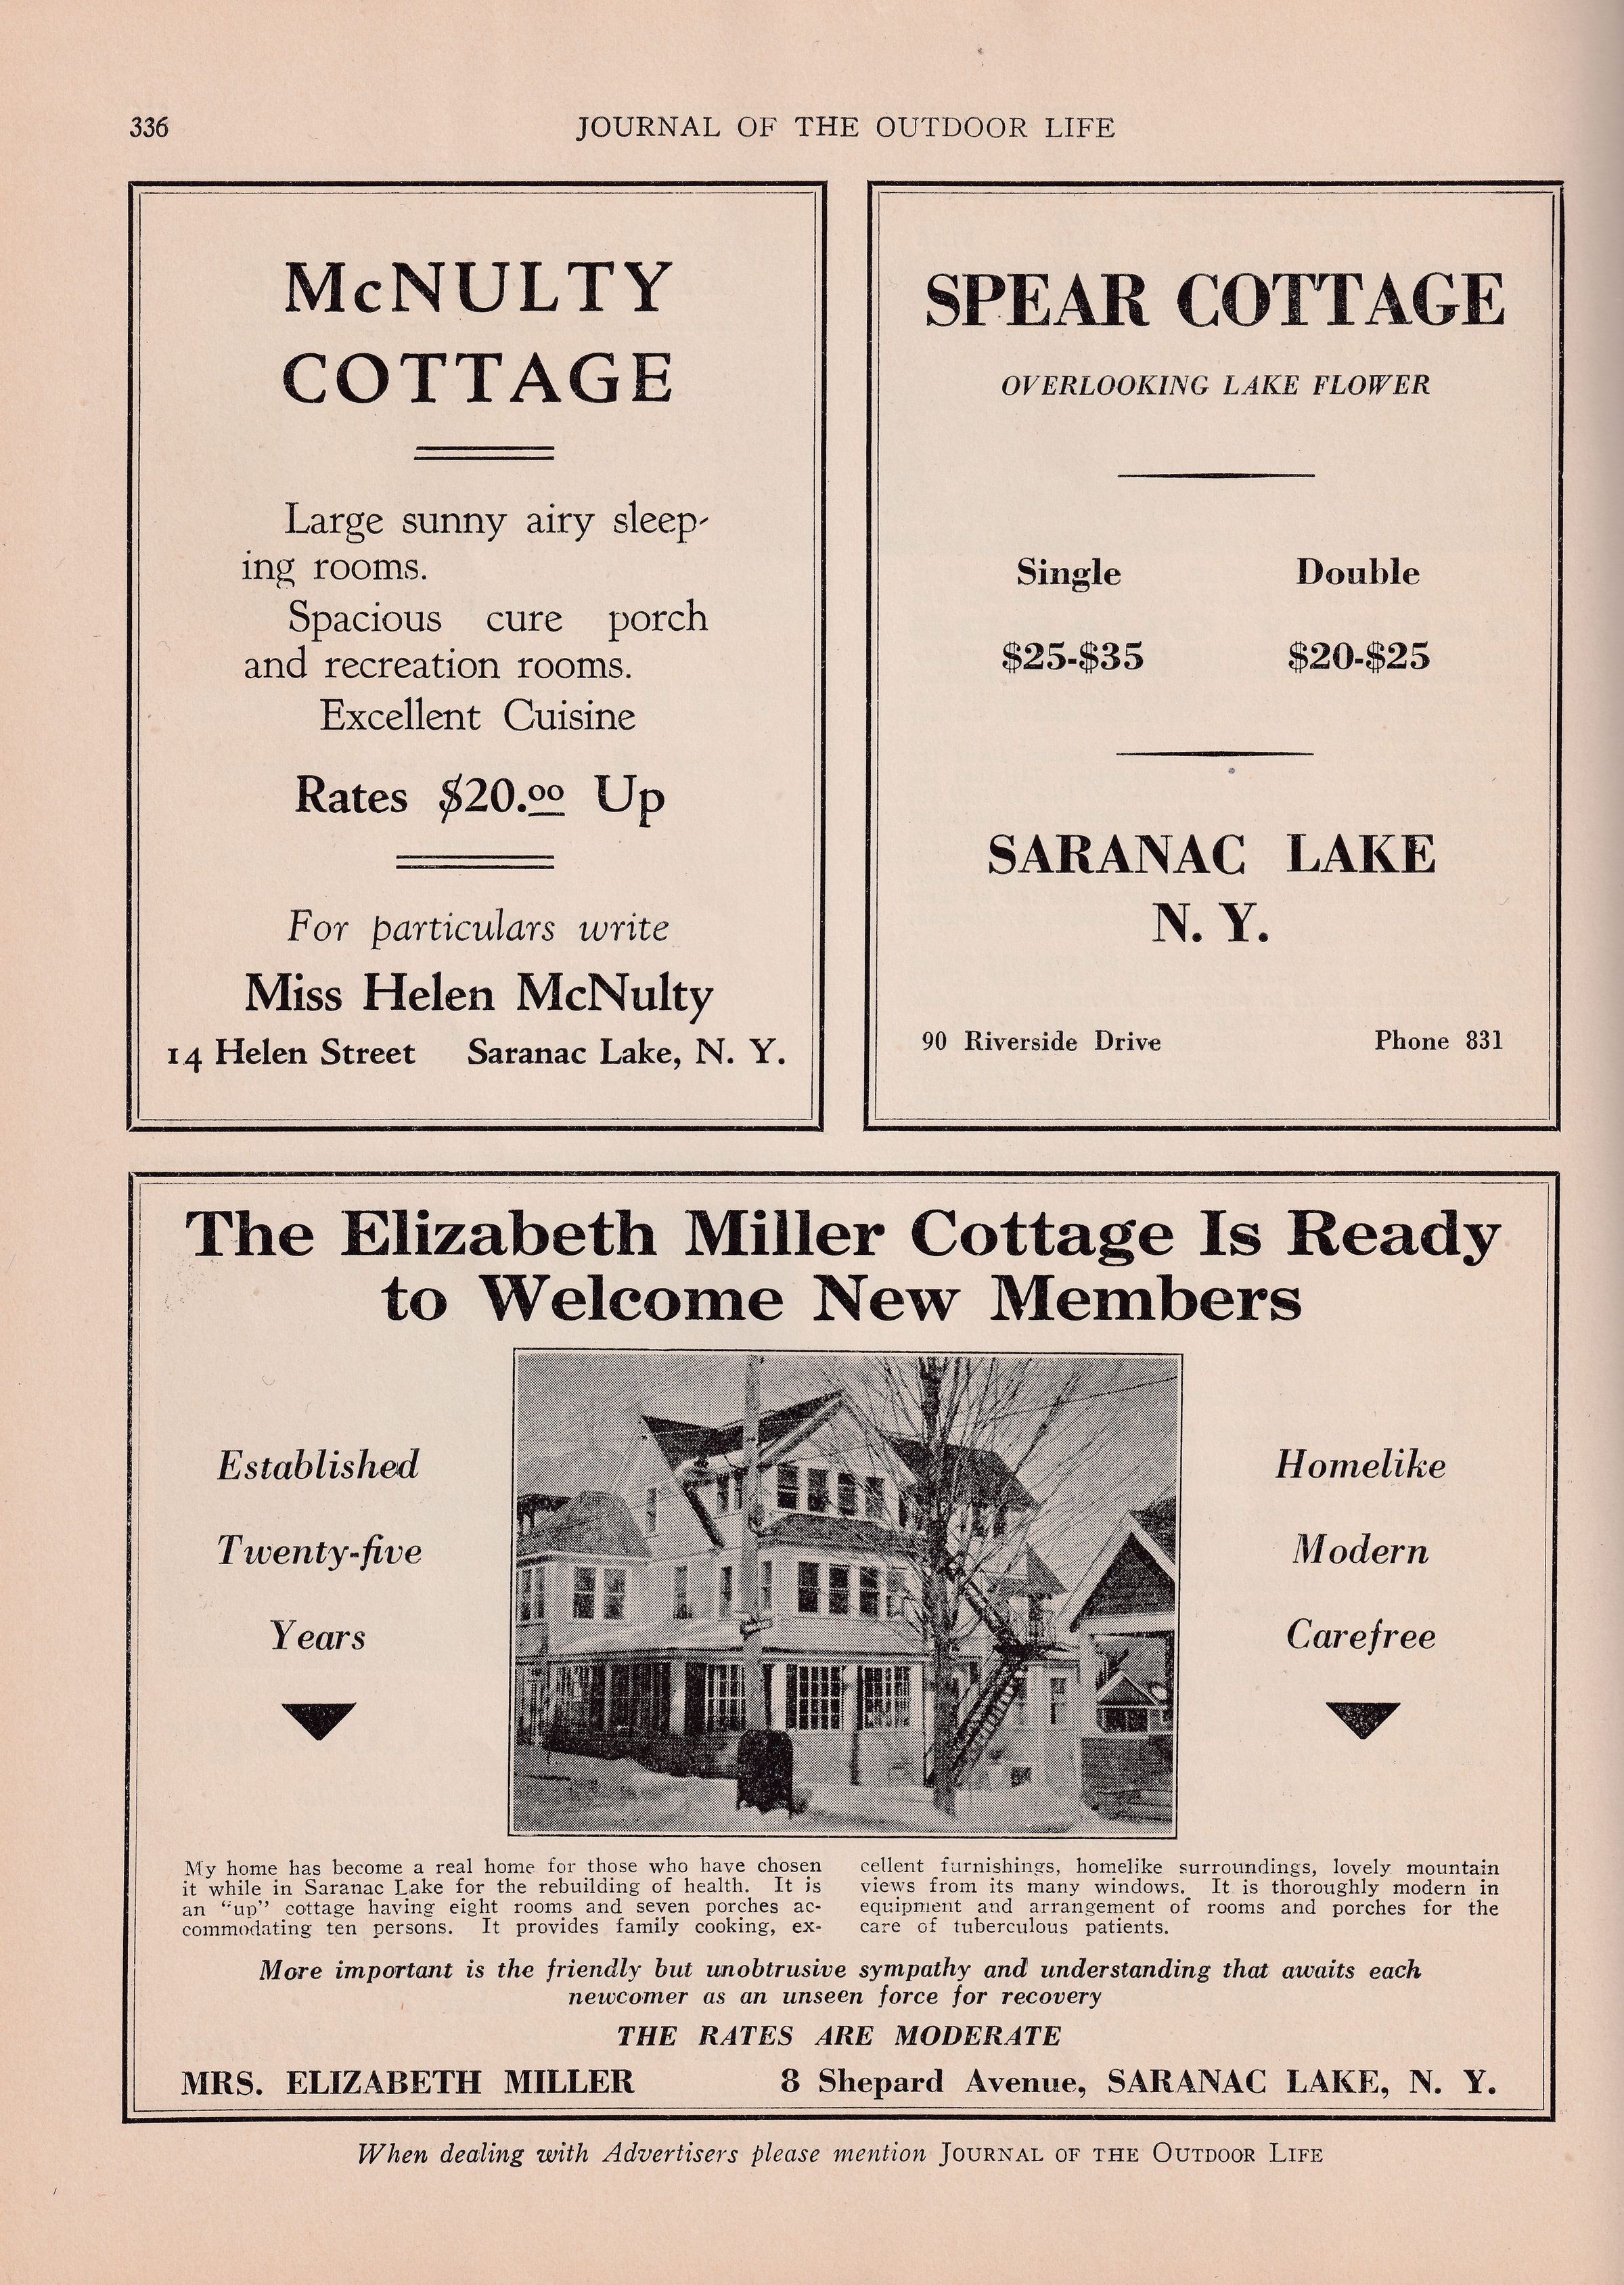 336
JOURNAL OF THE OUTDOOR LIFE
McNULTY
COTTAGE
Large sunny airy sleep-
ing rooms.
Spacious cure porch
and recreation rooms.
Excellent Cuisine
Rates $20.00 Up
For particulars write
Miss Helen McNulty
14 Helen Street Saranac Lake, N. Y.
SPEAR COTTAGE
OVERLOOKING LAKE FLOWER
Single Double
$25-$35 $20-$25
SARANAC LAKE
N. Y.
90 Riverside Drive Phone 831
The Elizabeth Miller Cottage Is Ready
to Welcome New Members
Established
Twenty-five
Years
Homelike
Modern
Carefree
My home has become a real home for those who have chosen
it while in Saranac Lake for the rebuilding of health. It is
an "up" cottage having eight rooms and seven porches ac-
commodating ten persons. It provides family cooking, ex-
cellent furnishings, homelike surroundings, lovely mountain
views from its many windows. It is thoroughly modern in
equipment and arrangement of rooms and porches for the
care of tuberculous patients.
More important is the friendly but unobtrusive sympathy and understanding that awaits each
newcomer as an unseen force for recovery
THE RATES ARE MODERATE
MRS. ELIZABETH MILLER 8 Shepard Avenue, SARANAC LAKE, N. Y.
When dealing with Advertisers please mention JOURNAL OF THE OUTDOOR LIFE